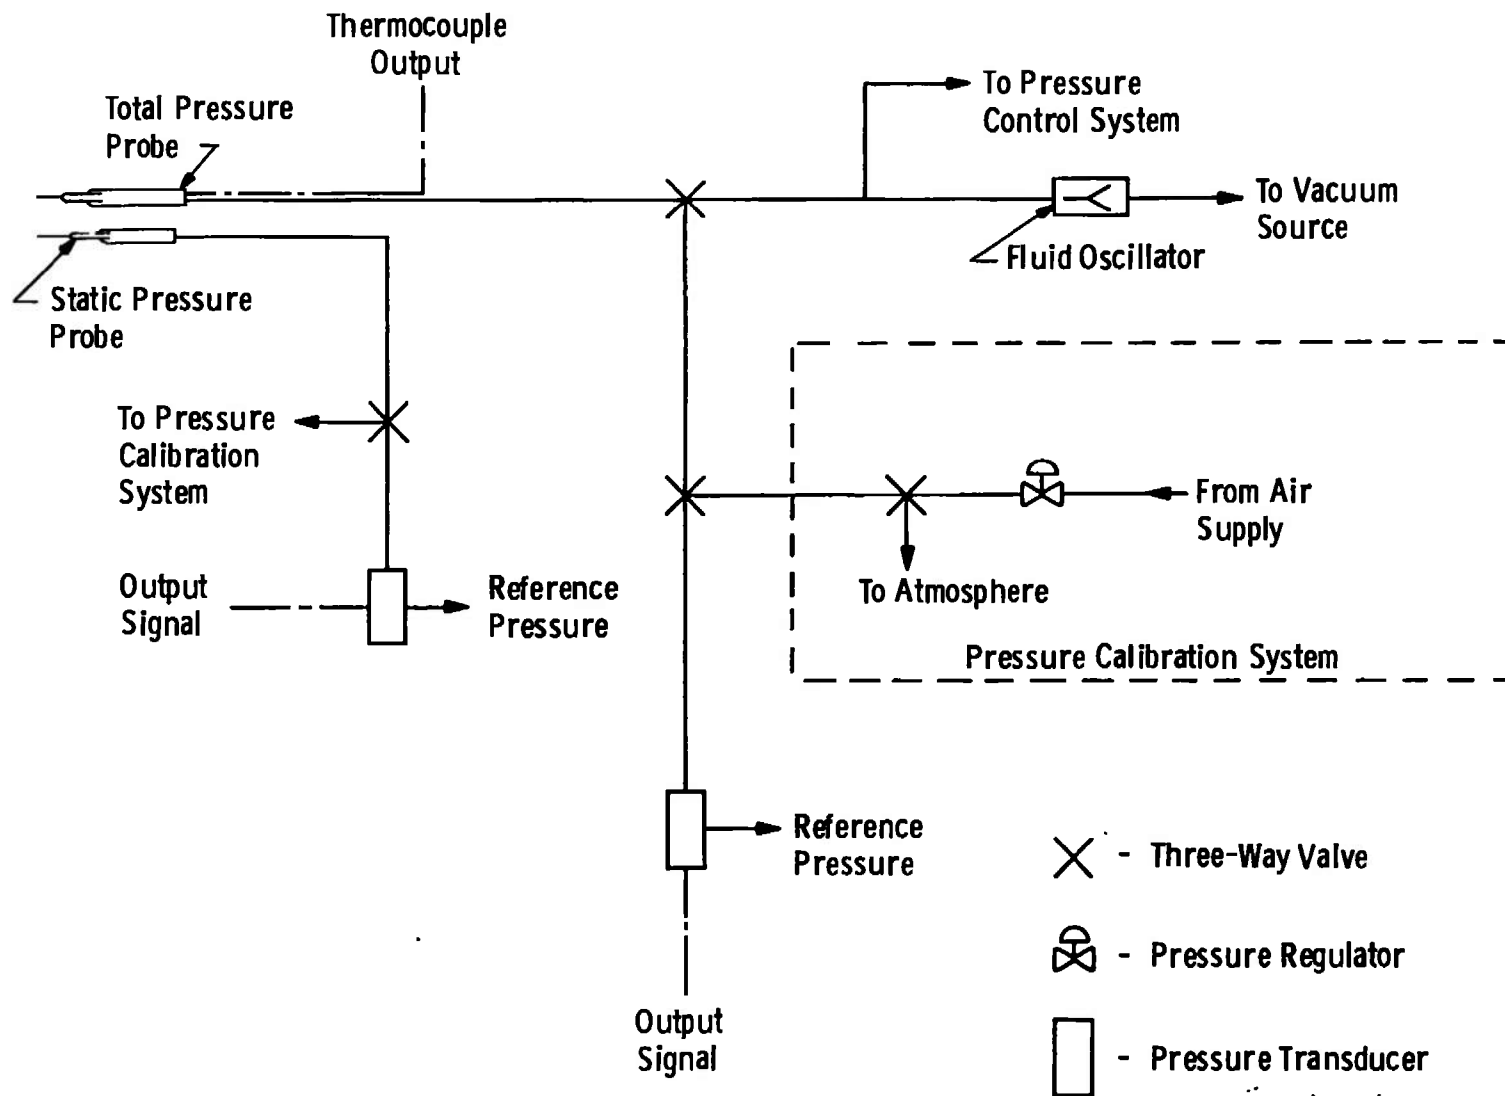 Thermocouple
Output
Total Pressure
Probe
To Pressure
Control System
To Vacuum
Source
Fluid Oscillator
Static Pressure
Probe
To Pressure
Calibration
System
From Air
Supply
To Atmosphere
Output
Signal
Reference
Pressure
Pressure Calibration System
Reference
Pressure
- Three-Way Valve
- Pressure Regulator
Output
Signal
- Pressure Transducer